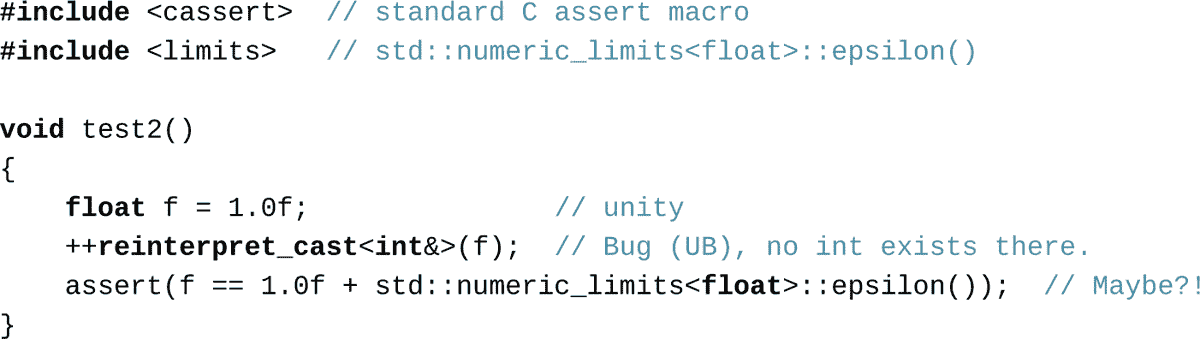 #include <cassert>  // standard C assert macro
#include <limits>   // std::numeric_limits<float>::epsilon()

void test2()
{
    float f = 1.0f;               // unity
    ++reinterpret_cast<int&>(f);  // Bug (UB), no int exists there.
    assert(f == 1.0f + std::numeric_limits<float>::epsilon());  // Maybe?!
}